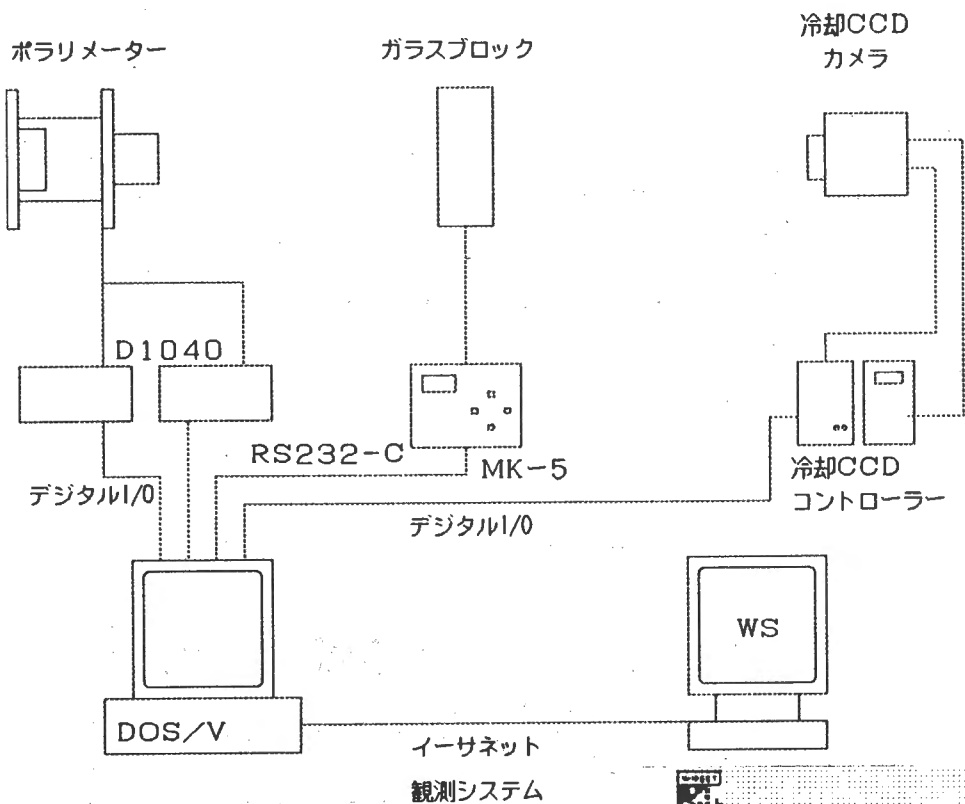 ポラリメーター
ガラスブロック
冷却CCD
カメラ
D1040
RS232-C
MK-5
冷却CCD
コントローラー
デジタルI/O
デジタルI/O
WS
DOS/V
イーサネット
観測システム